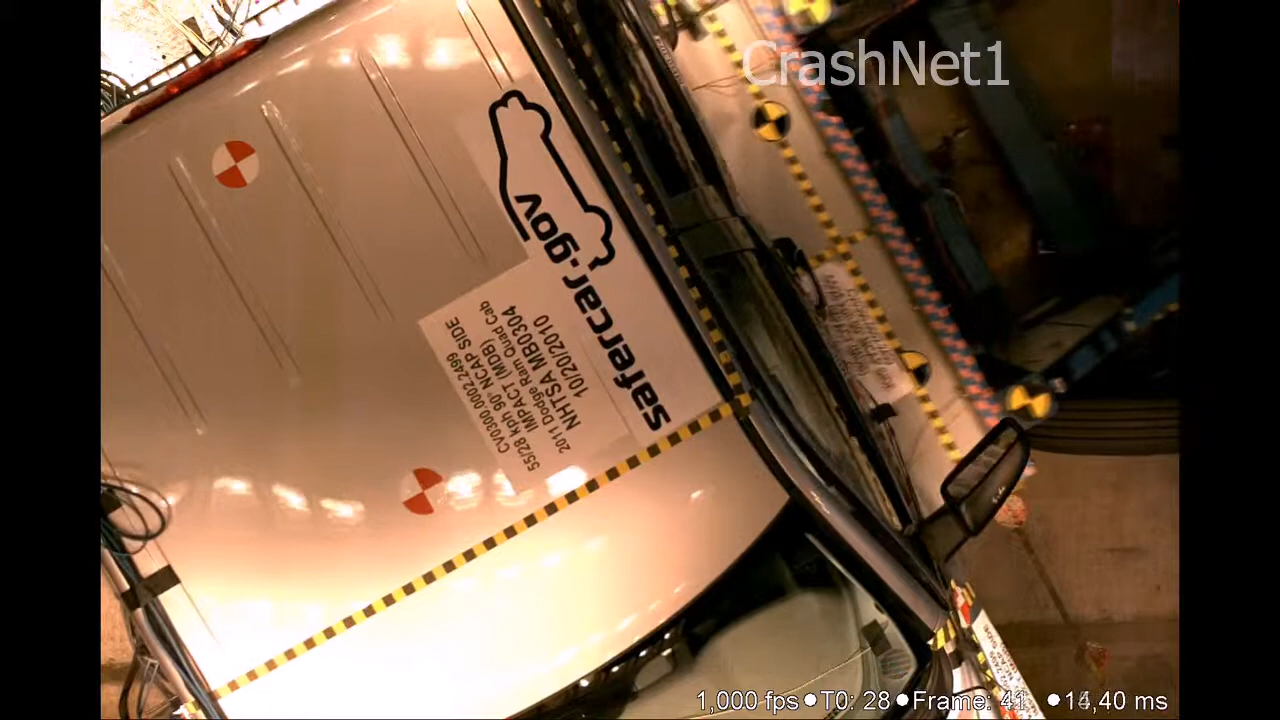 CrashNet1
safercar.gov
CV0300 0002.2499
55/28 kph 90° NCAP SIDE
IMPACT (MDB)
2011 Dodge Ram Quad Cab
NHTSA MB0304
10/20/2010
1,000 fps●T0: 28●Frame: 41 ●14,40 ms